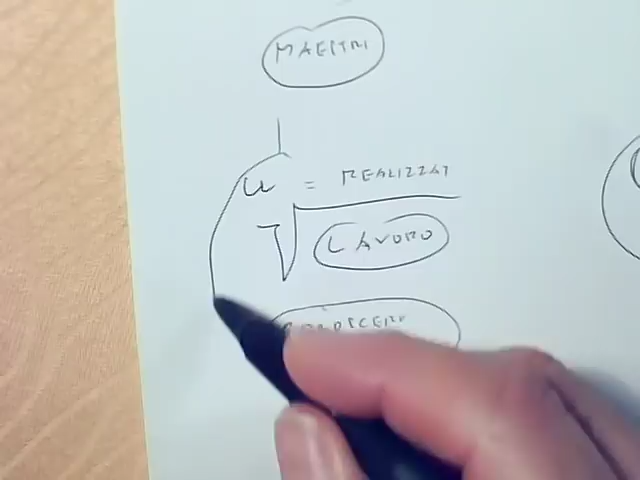 MAESTRI
u = REALIZZAT
√
LAVORO